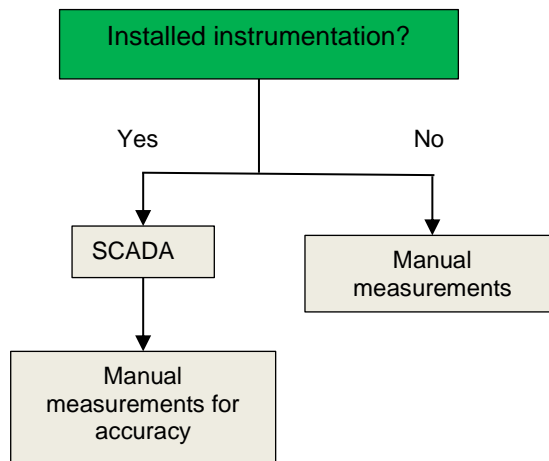 Installed instrumentation?
Yes
No
SCADA
Manual
measurements
Manual
measurements for
accuracy